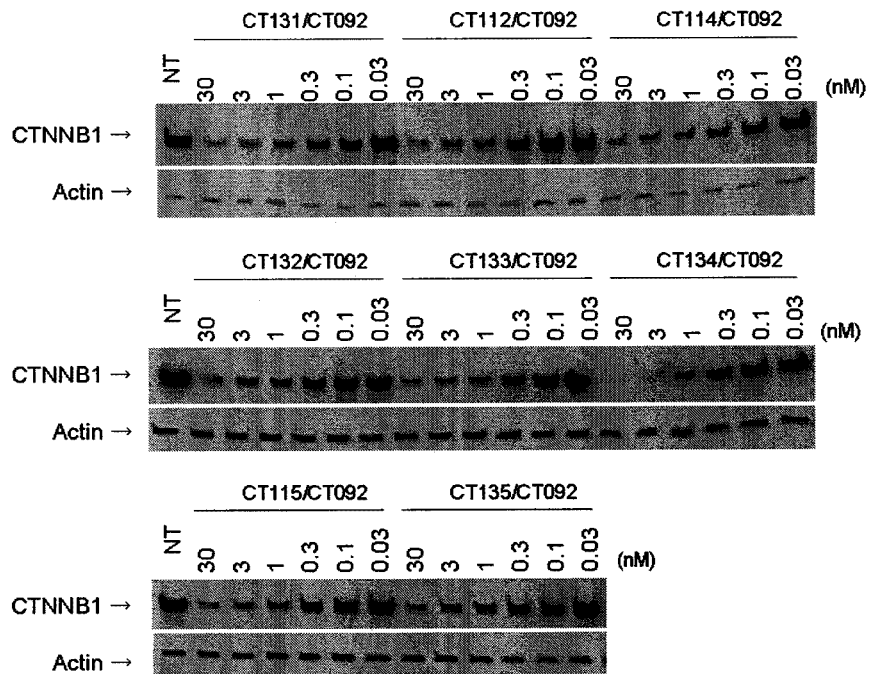 CT131/CT092 CT112/CT092 CT114/CT092
NT 30 3 1 0.3 0.1 0.03 30 3 1 0.3 0.1 0.03 30 3 1 0.3 0.1 0.03 (nM)
CTNNB1 →
Actin →
CT132/CT092 CT133/CT092 CT134/CT092
NT 30 3 1 0.3 0.1 0.03 30 3 1 0.3 0.1 0.03 30 3 1 0.3 0.1 0.03 (nM)
CTNNB1 →
Actin →
CT115/CT092 CT135/CT092
NT 30 3 1 0.3 0.1 0.03 30 3 1 0.3 0.1 0.03 (nM)
CTNNB1 →
Actin →